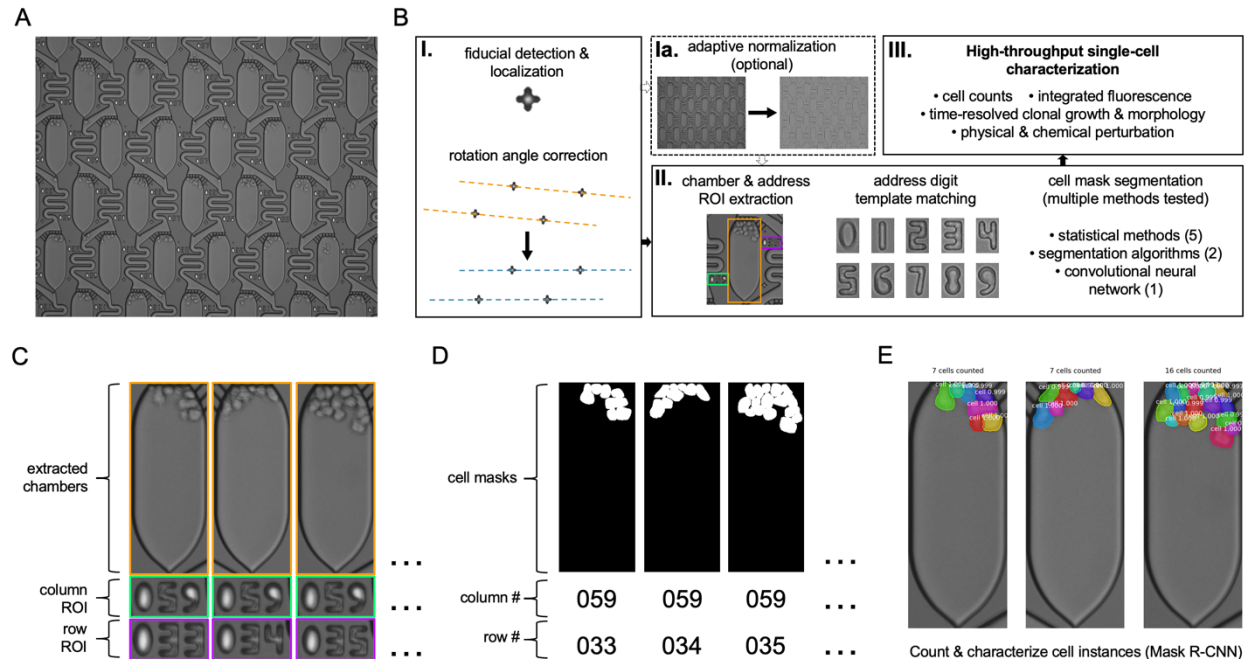 A
B
I.
fiducial detection &
localization
rotation angle correction
Ia.
adaptive normalization
(optional)
III.
High-throughput single-cell
characterization
• cell counts • integrated fluorescence
• time-resolved clonal growth & morphology
• physical & chemical perturbation
II.
chamber & address
ROI extraction
address digit
template matching
0 1 2 3 4
5 6 7 8 9
cell mask segmentation
(multiple methods tested)
• statistical methods (5)
• segmentation algorithms (2)
• convolutional neural
network (1)
C
extracted
chambers
...
column
ROI
059 059 059 ...
row
ROI
033 034 035 ...
D
cell masks
...
column #
059 059 059 ...
row #
033 034 035 ...
E
7 cells counted
7 cells counted
16 cells counted
Count & characterize cell instances (Mask R-CNN)